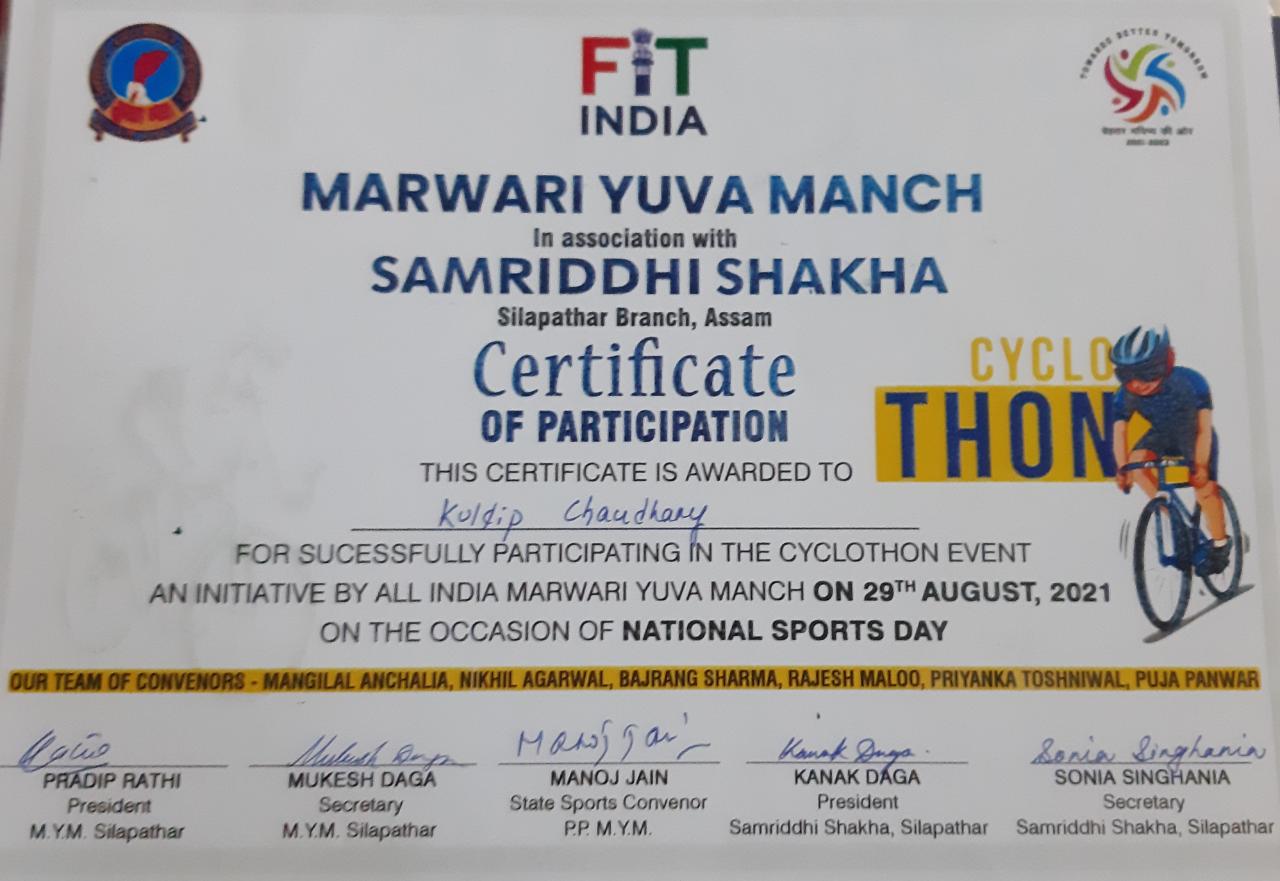 FIT
INDIA
TOWARDS BETTER TOMORROW
बेहतर भविष्य की ओर
MARWARI YUVA MANCH
In association with
SAMRIDDHI SHAKHA
Silapathar Branch, Assam
Certificate
OF PARTICIPATION
CYCLO
THON
THIS CERTIFICATE IS AWARDED TO
Kuldip Chaudhary
FOR SUCESSFULLY PARTICIPATING IN THE CYCLOTHON EVENT
AN INITIATIVE BY ALL INDIA MARWARI YUVA MANCH ON 29TH AUGUST, 2021
ON THE OCCASION OF NATIONAL SPORTS DAY
OUR TEAM OF CONVENORS - MANGILAL ANCHALIA, NIKHIL AGARWAL, BAJRANG SHARMA, RAJESH MALOO, PRIYANKA TOSHNIWAL, PUJA PANWAR
Mukesh Daga Manoj Jain Kanak Daga. Sonia Singhania
PRADIP RATHI MUKESH DAGA MANOJ JAIN KANAK DAGA SONIA SINGHANIA
President Secretary State Sports Convenor President Secretary
M.Y.M. Silapathar M.Y.M. Silapathar P.P. M.Y.M. Samriddhi Shakha, Silapathar Samriddhi Shakha, Silapathar